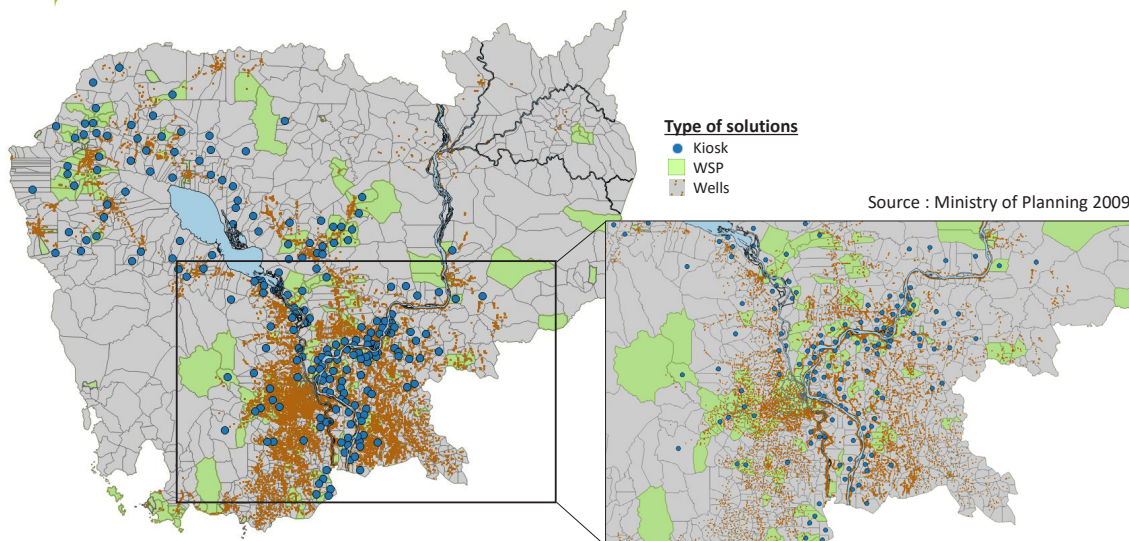 Type of solutions
Kiosk
WSP
Wells
Source : Ministry of Planning 2009